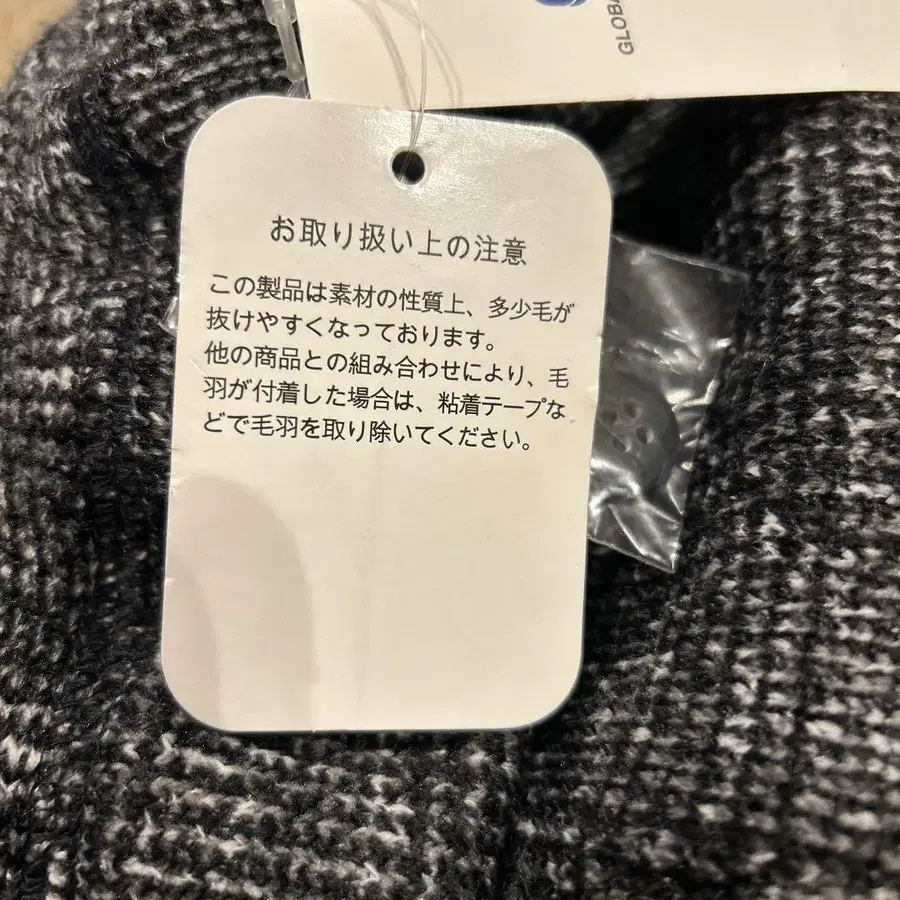 GLOBA
お取り扱い上の注意
この製品は素材の性質上、多少毛が
抜けやすくなっております。
他の商品との組み合わせにより、毛
羽が付着した場合は、粘着テープな
どで毛羽を取り除いてください。